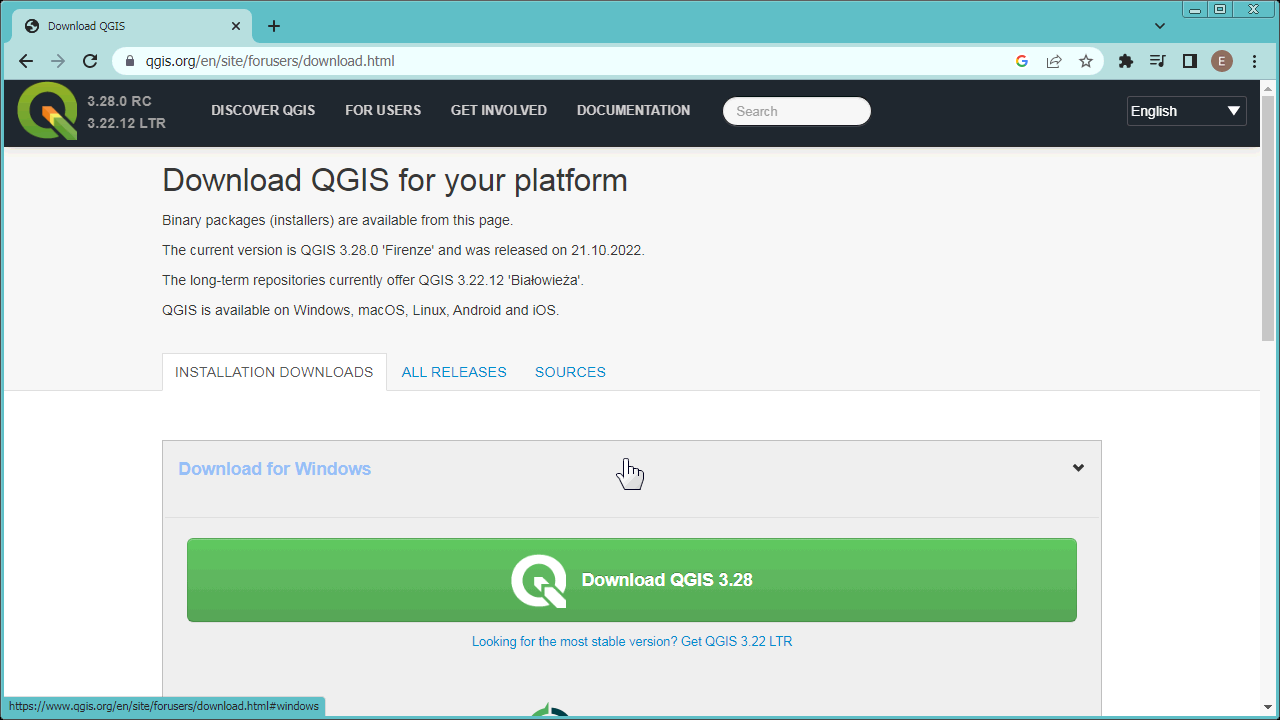 Download QGIS
qgis.org/en/site/forusers/download.html
E
3.28.0 RC
3.22.12 LTR
DISCOVER QGIS
FOR USERS
GET INVOLVED
DOCUMENTATION
Search
English
Download QGIS for your platform
Binary packages (installers) are available from this page.
The current version is QGIS 3.28.0 'Firenze' and was released on 21.10.2022.
The long-term repositories currently offer QGIS 3.22.12 'Białowieża'.
QGIS is available on Windows, macOS, Linux, Android and iOS.
INSTALLATION DOWNLOADS
ALL RELEASES
SOURCES
Download for Windows
Download QGIS 3.28
Looking for the most stable version? Get QGIS 3.22 LTR
https://www.qgis.org/en/site/forusers/download.html#windows